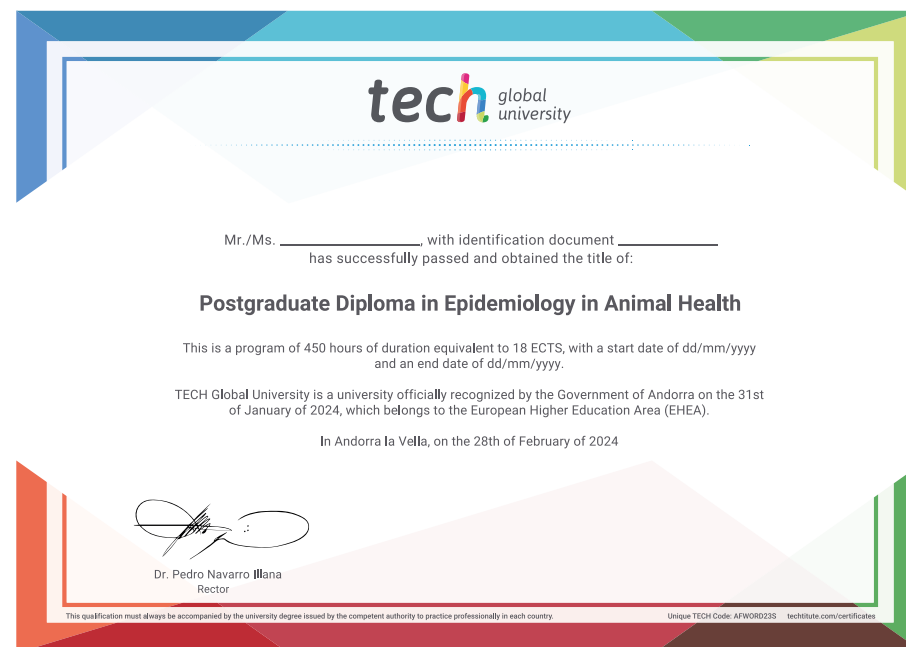 tech global university
Mr./Ms. ____________________, with identification document ______________
has successfully passed and obtained the title of:
Postgraduate Diploma in Epidemiology in Animal Health
This is a program of 450 hours of duration equivalent to 18 ECTS, with a start date of dd/mm/yyyy
and an end date of dd/mm/yyyy.
TECH Global University is a university officially recognized by the Government of Andorra on the 31st
of January of 2024, which belongs to the European Higher Education Area (EHEA).
In Andorra la Vella, on the 28th of February of 2024
Dr. Pedro Navarro Illana
Rector
This qualification must always be accompanied by the university degree issued by the competent authority to practice professionally in each country.
Unique TECH Code: AFWORD23S techtitute.com/certificates